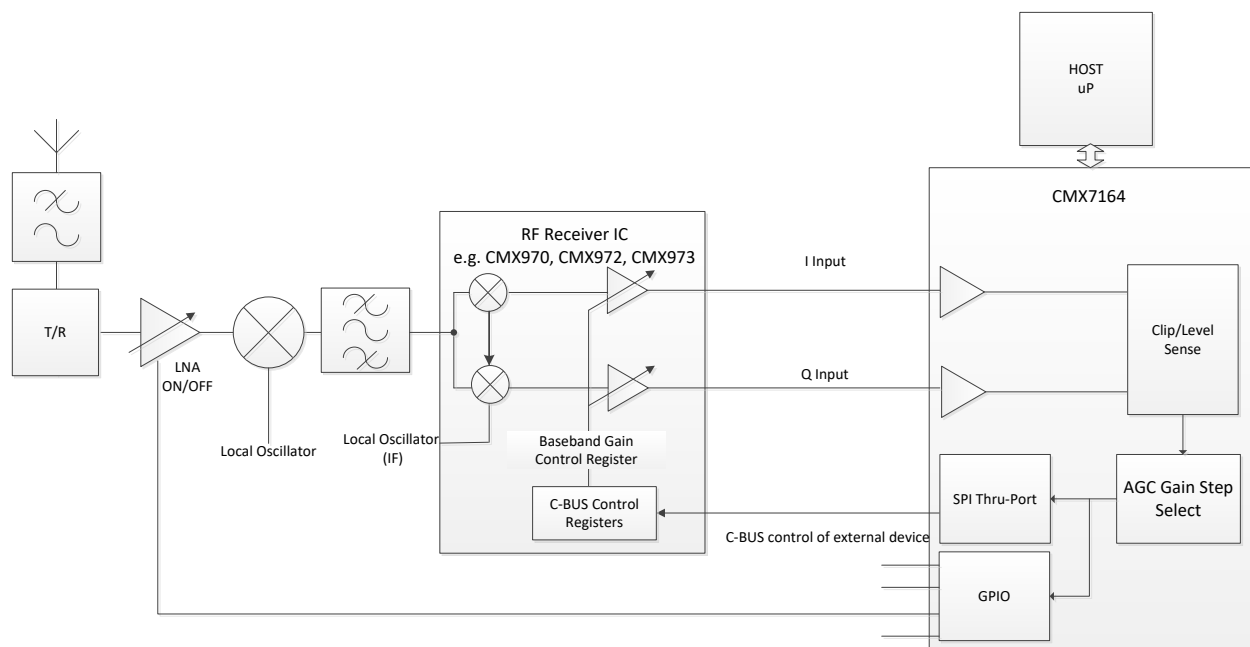 HOST
uP
CMX7164
RF Receiver IC
e.g. CMX970, CMX972, CMX973
I Input
T/R
Clip/Level
Sense
LNA
ON/OFF
Q Input
Local Oscillator
Local Oscillator
(IF)
Baseband Gain
Control Register
C-BUS Control
Registers
SPI Thru-Port
AGC Gain Step
Select
C-BUS control of external device
GPIO